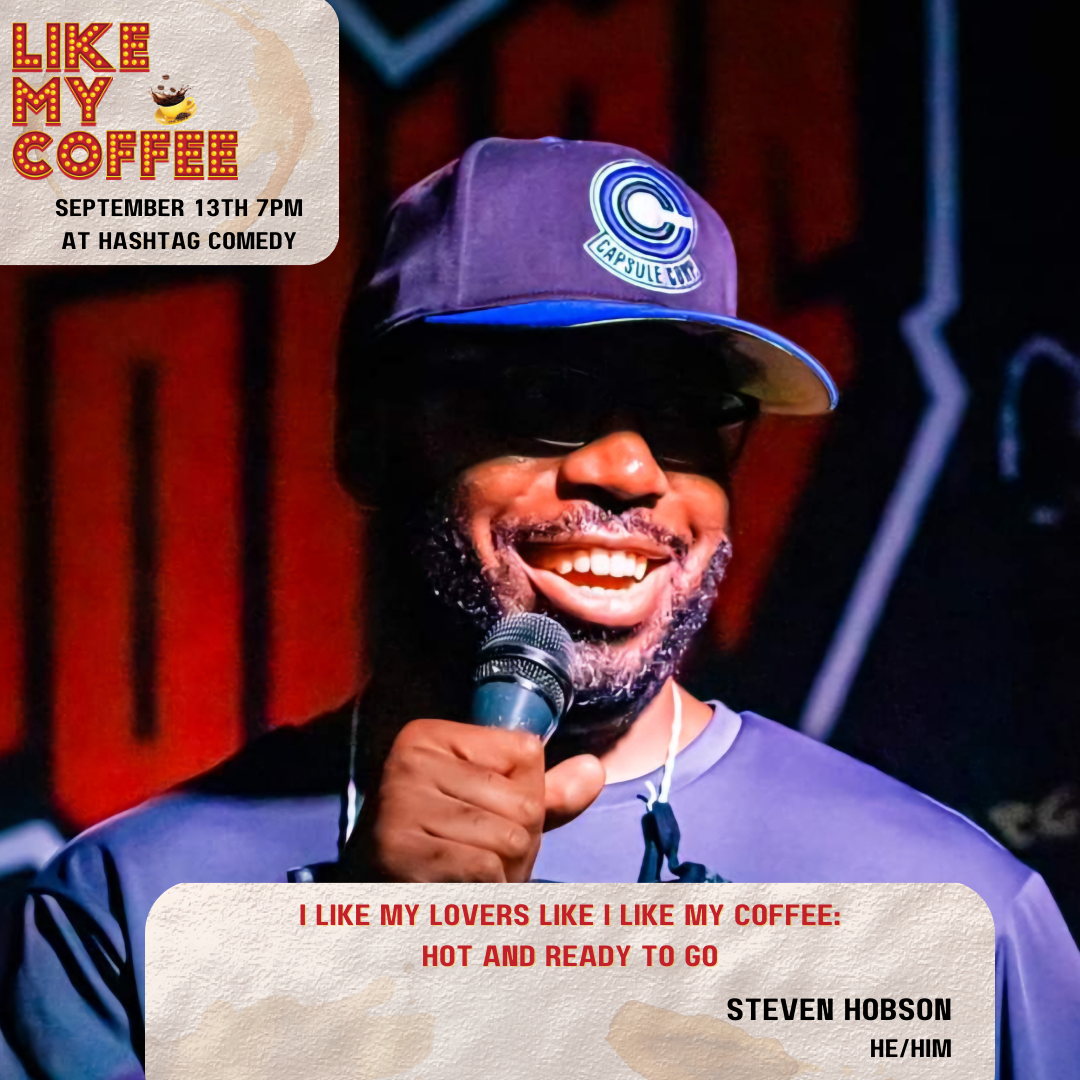 LIKE
MY
COFFEE
SEPTEMBER 13TH 7PM
AT HASHTAG COMEDY
CAPSULE CORP
I LIKE MY LOVERS LIKE I LIKE MY COFFEE:
HOT AND READY TO GO
STEVEN HOBSON
HE/HIM